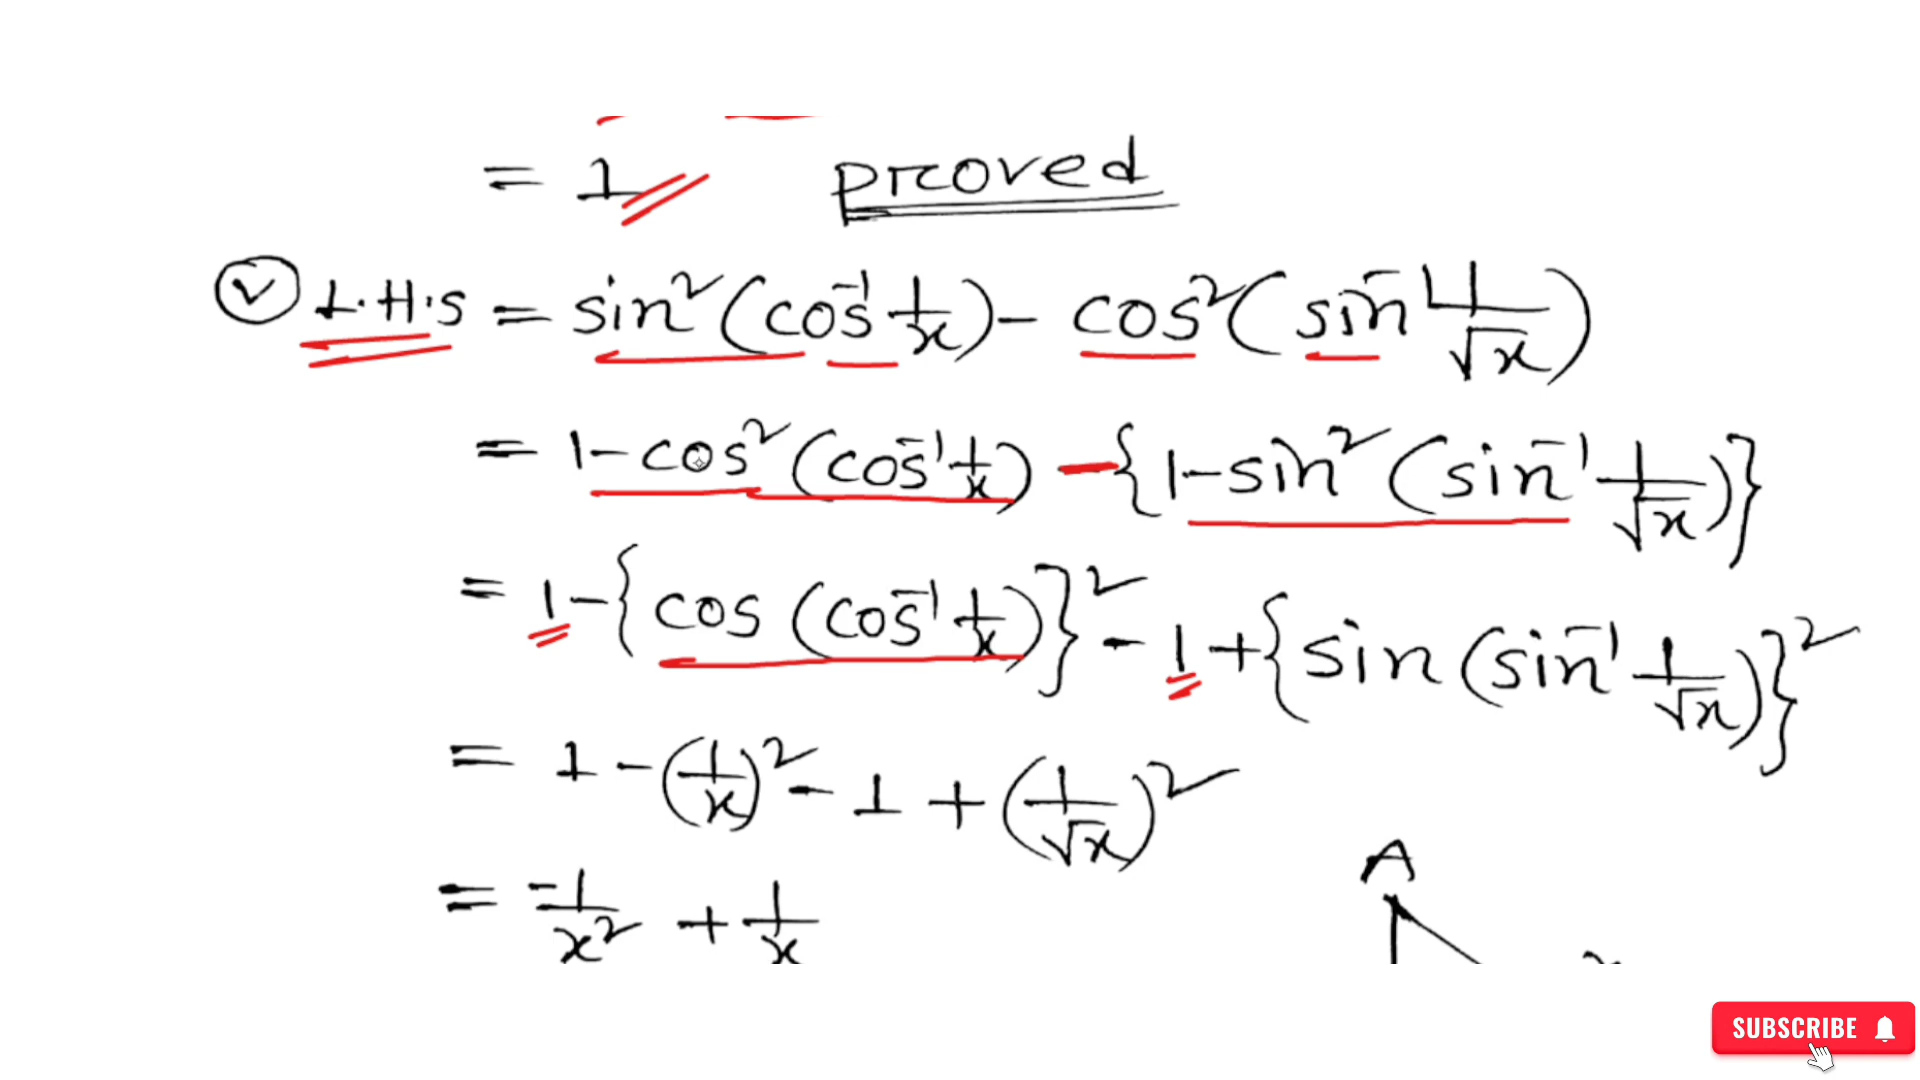 = 1 proved
(v) L.H.S = sin²(cos⁻¹ 1/x) - cos²(sin⁻¹ 1/√x)
= 1-cos²(cos⁻¹ 1/x) - {1-sin²(sin⁻¹ 1/√x)}
= 1-{cos(cos⁻¹ 1/x)}² - 1+{sin(sin⁻¹ 1/√x)}²
= 1-(1/x)² - 1 + (1/√x)²
A
= -1/x² + 1/x
SUBSCRIBE